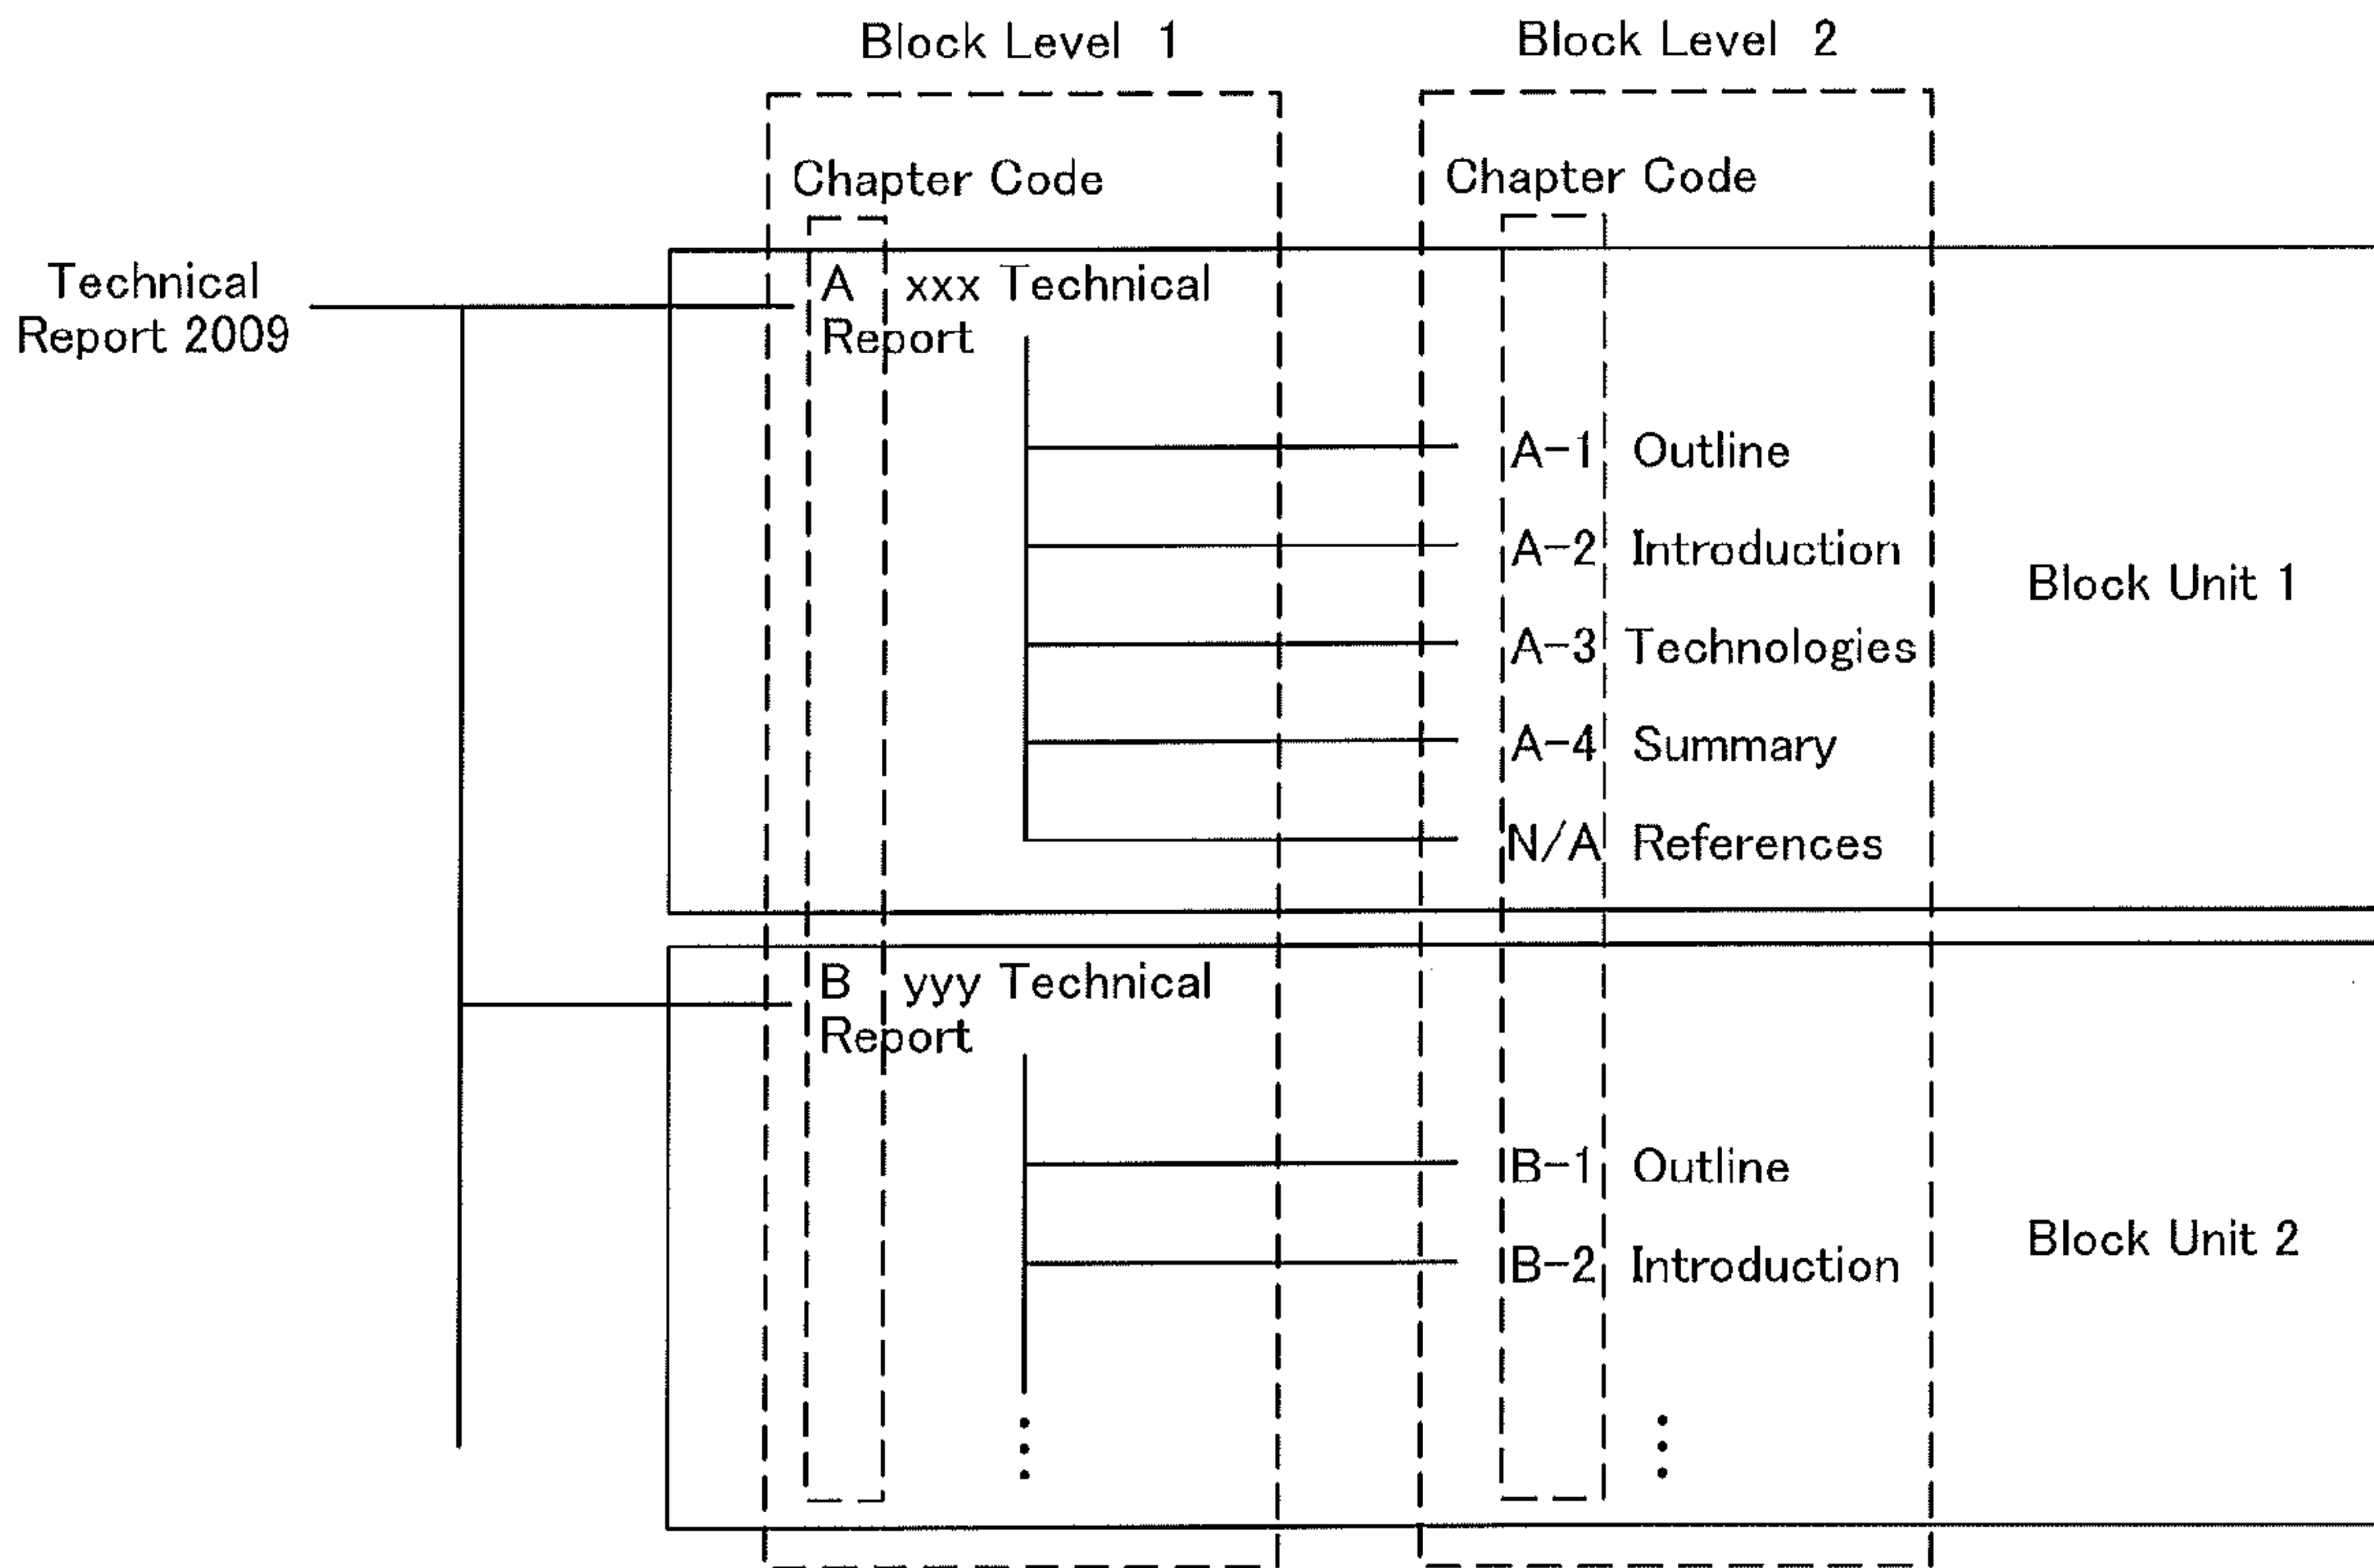 Block Level 1
Block Level 2
Chapter Code
Chapter Code
Technical
Report 2009
A xxx Technical
Report
A-1 Outline
A-2 Introduction
Block Unit 1
A-3 Technologies
A-4 Summary
N/A References
B yyy Technical
Report
B-1 Outline
Block Unit 2
B-2 Introduction